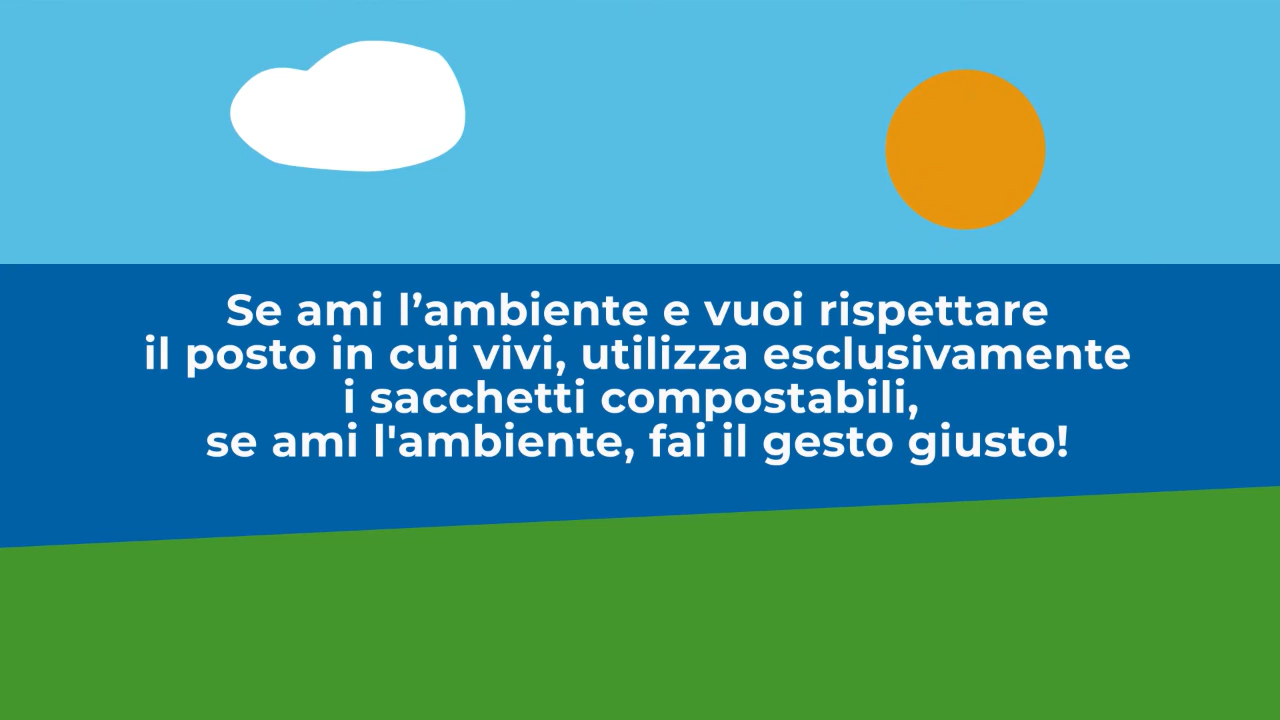 Se ami l’ambiente e vuoi rispettare
il posto in cui vivi, utilizza esclusivamente
i sacchetti compostabili,
se ami l'ambiente, fai il gesto giusto!